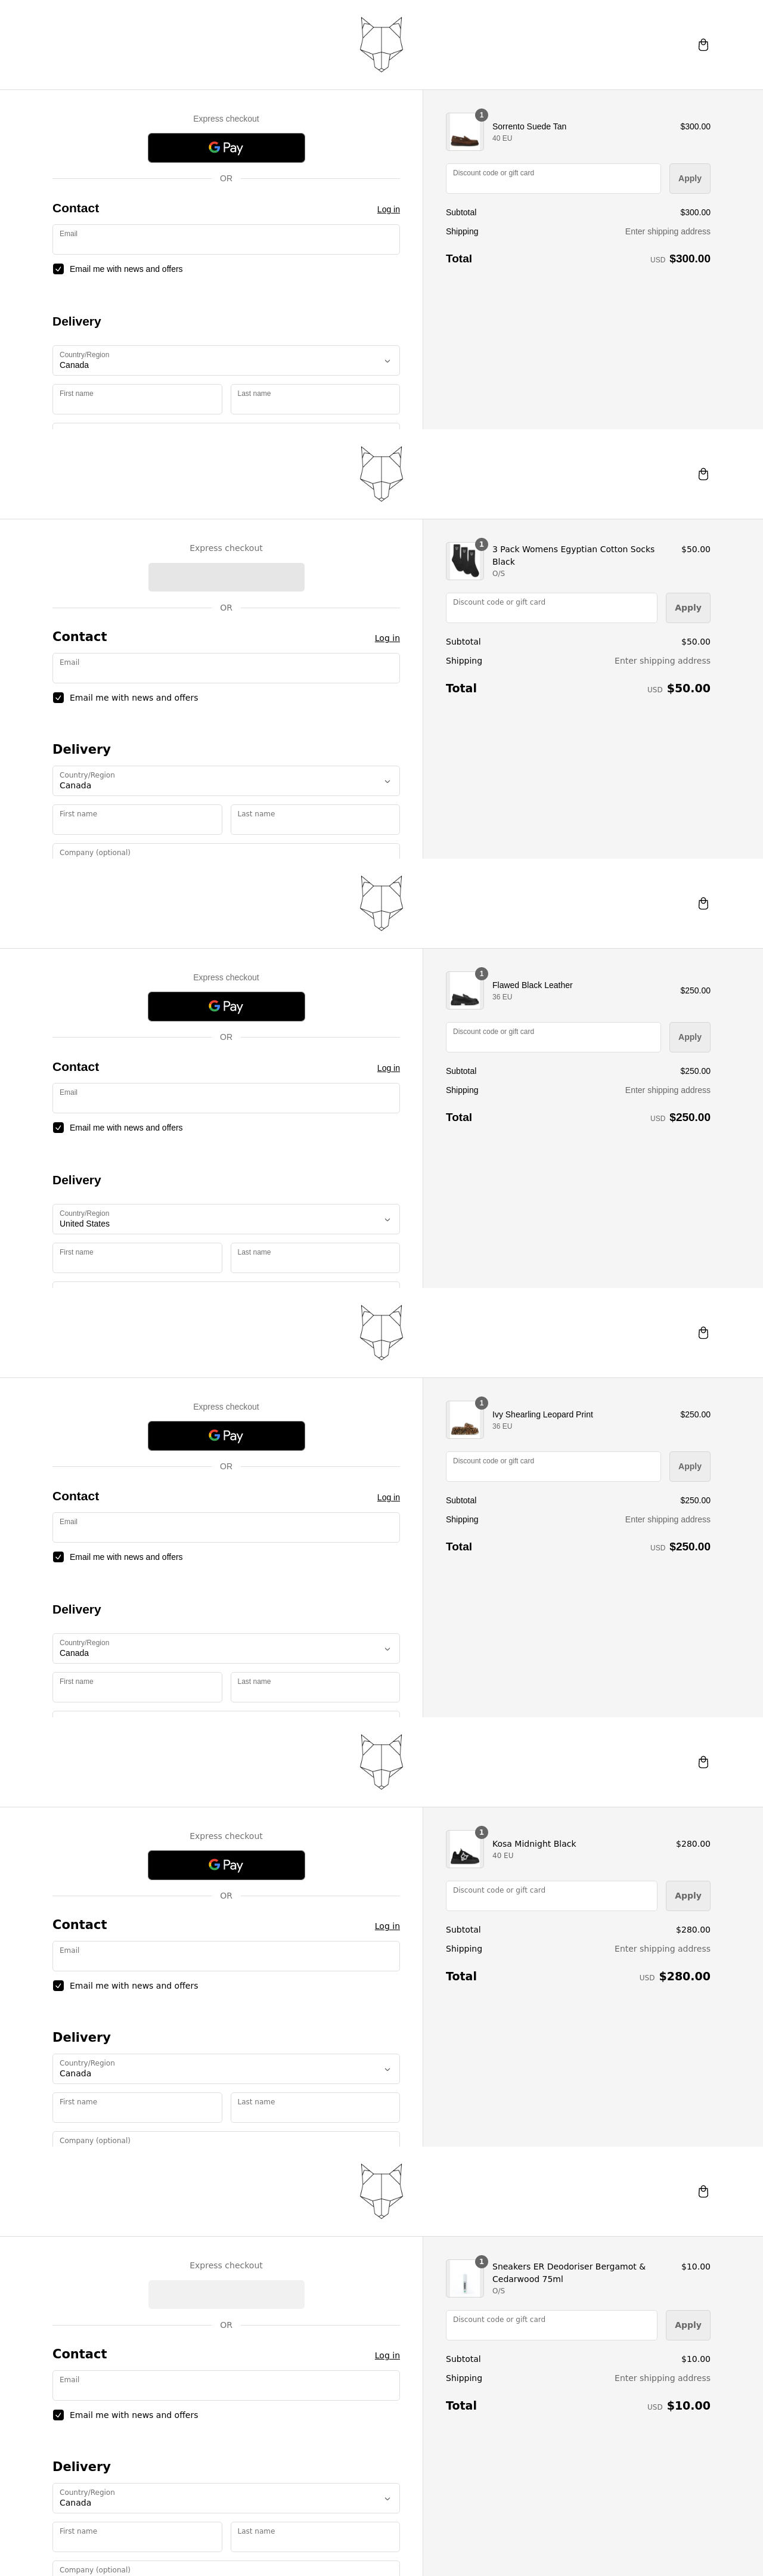 Express checkout
G Pay
OR
Contact
Log in
Email
Email me with news and offers
Delivery
Country/Region
Canada
First name
Last name
1
Sorrento Suede Tan
40 EU
$300.00
Discount code or gift card
Apply
Subtotal
$300.00
Shipping
Enter shipping address
Total
USD $300.00
Express checkout
OR
Contact
Log in
Email
Email me with news and offers
Delivery
Country/Region
Canada
First name
Last name
Company (optional)
1
3 Pack Womens Egyptian Cotton Socks
Black
O/S
$50.00
Discount code or gift card
Apply
Subtotal
$50.00
Shipping
Enter shipping address
Total
USD $50.00
Express checkout
G Pay
OR
Contact
Log in
Email
Email me with news and offers
Delivery
Country/Region
United States
First name
Last name
1
Flawed Black Leather
36 EU
$250.00
Discount code or gift card
Apply
Subtotal
$250.00
Shipping
Enter shipping address
Total
USD $250.00
Express checkout
G Pay
OR
Contact
Log in
Email
Email me with news and offers
Delivery
Country/Region
Canada
First name
Last name
1
Ivy Shearling Leopard Print
36 EU
$250.00
Discount code or gift card
Apply
Subtotal
$250.00
Shipping
Enter shipping address
Total
USD $250.00
Express checkout
G Pay
OR
Contact
Log in
Email
Email me with news and offers
Delivery
Country/Region
Canada
First name
Last name
Company (optional)
1
Kosa Midnight Black
40 EU
$280.00
Discount code or gift card
Apply
Subtotal
$280.00
Shipping
Enter shipping address
Total
USD $280.00
Express checkout
OR
Contact
Log in
Email
Email me with news and offers
Delivery
Country/Region
Canada
First name
Last name
Company (optional)
1
Sneakers ER Deodoriser Bergamot &
Cedarwood 75ml
O/S
$10.00
Discount code or gift card
Apply
Subtotal
$10.00
Shipping
Enter shipping address
Total
USD $10.00